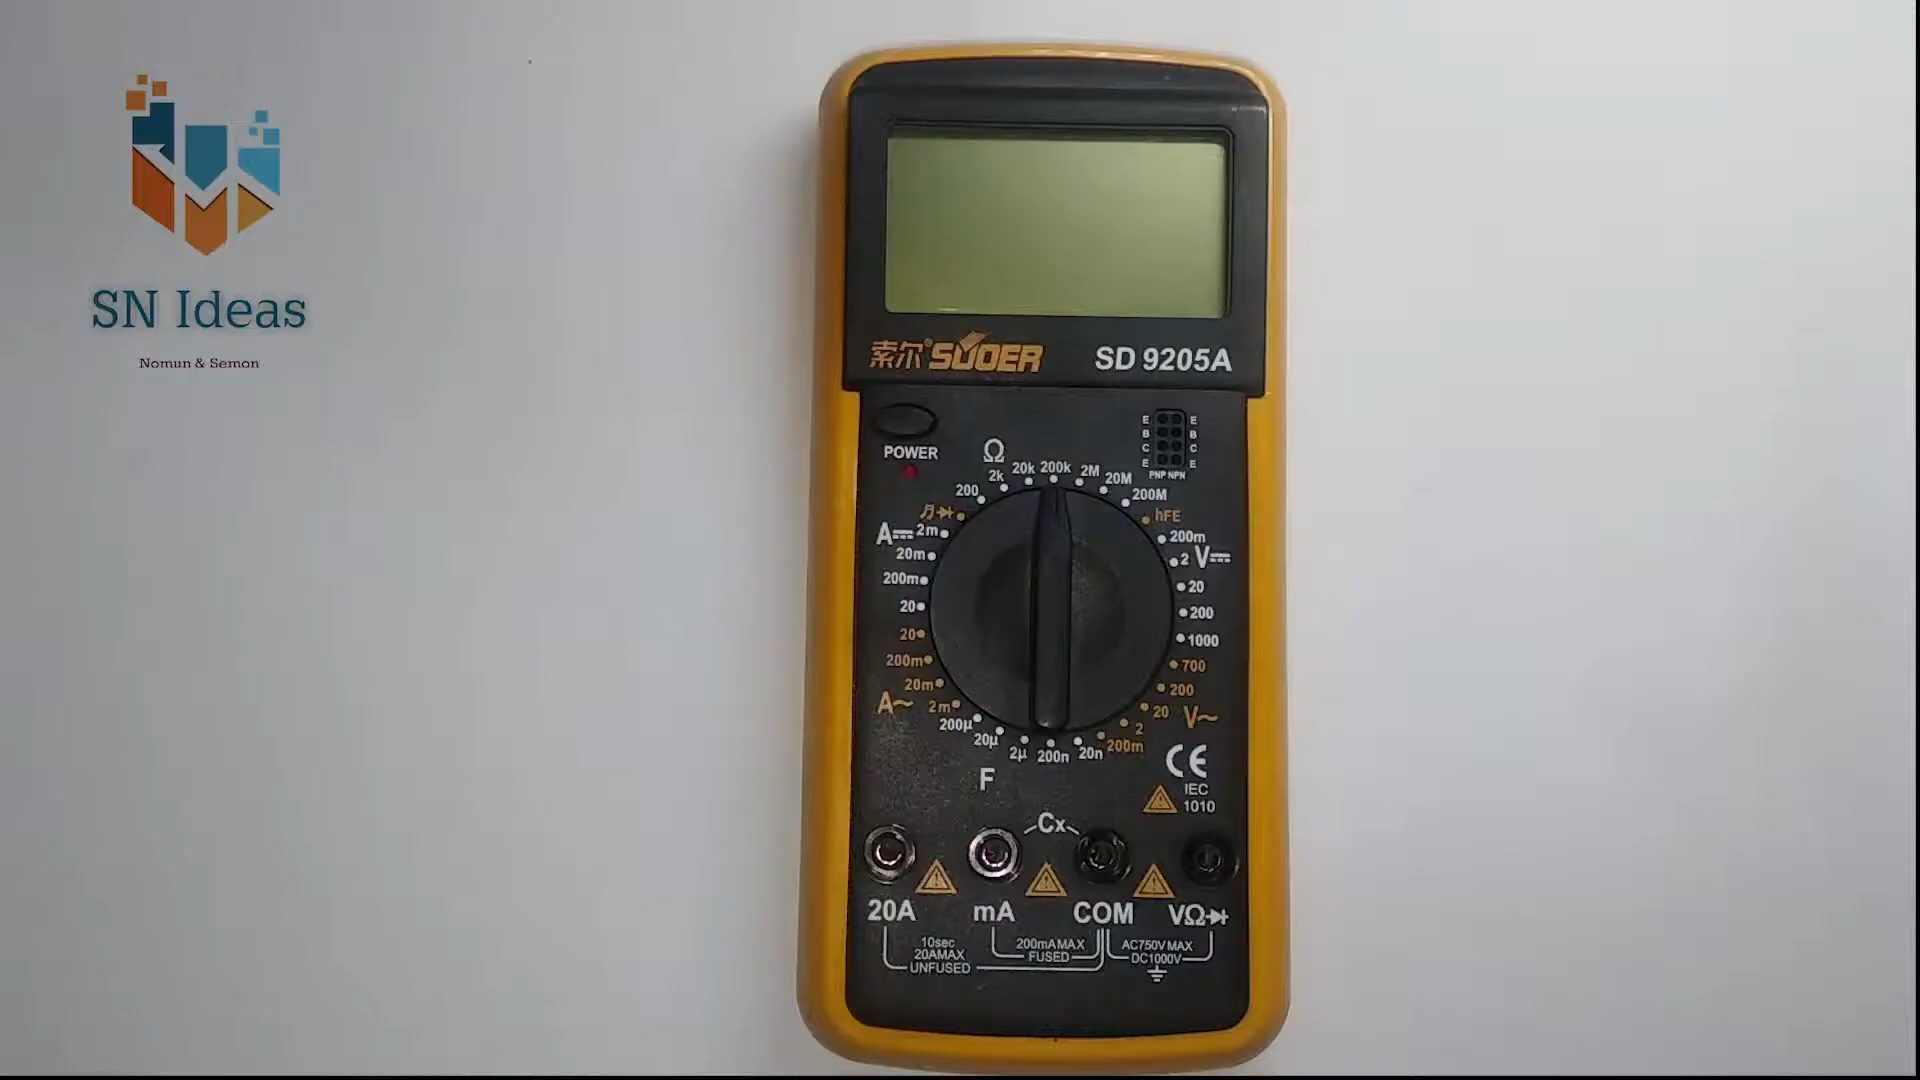 SN Ideas
Nomun & Semon
索尔® SUOER
SD 9205A
POWER
E E
B B
C C
E E
PNP NPN
Ω
200
2k
20k
200k
2M
20M
200M
hFE
A⎓
2m
20m
200m
20
20
200m
20m
2m
A~
200m
2
V⎓
20
200
1000
700
200
20
V~
2
200m
200µ
20µ
2µ
200n
20n
F
CE
IEC
1010
Cx
20A
mA
COM
VΩ
10sec
20AMAX
UNFUSED
200mA MAX
FUSED
AC750V MAX
DC1000V